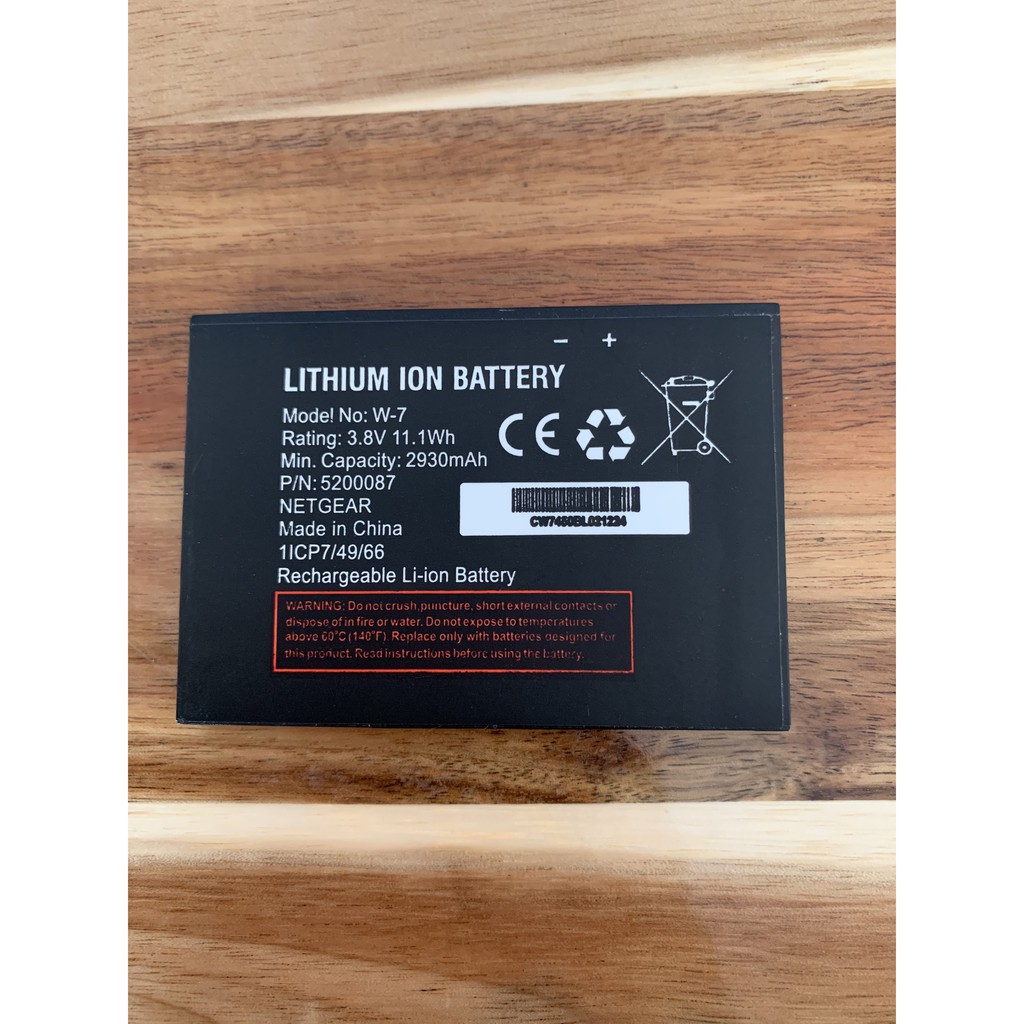 − +
LITHIUM ION BATTERY
Model No: W-7
Rating: 3.8V 11.1Wh
Min. Capacity: 2930mAh
P/N: 5200087
NETGEAR
Made in China
1ICP7/49/66
Rechargeable Li-ion Battery
CE
CW7450BL021224
WARNING: Do not crush, puncture, short external contacts or
dispose of in fire or water. Do not expose to temperatures
above 60°C (140°F). Replace only with batteries designed for
this product. Read instructions before using the battery.